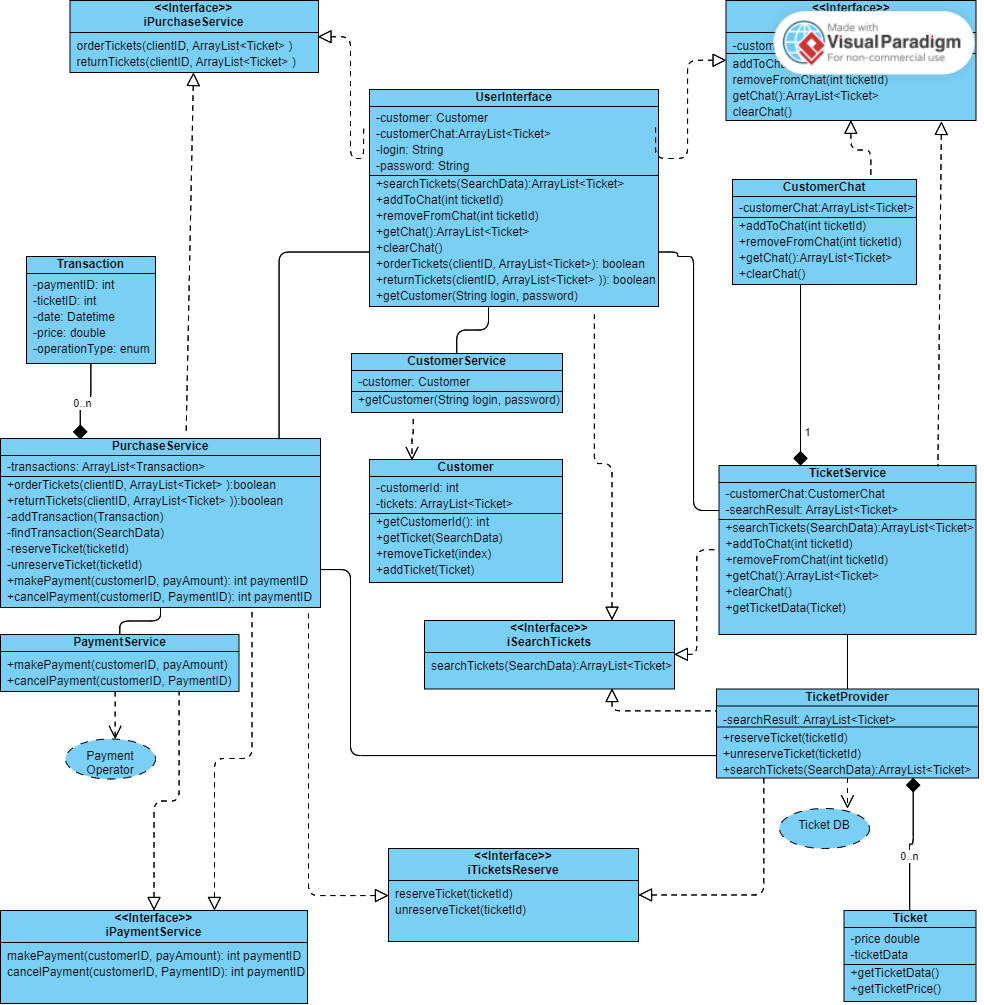 <<Interface>>
iPurchaseService
orderTickets(clientID, ArrayList<Ticket> )
returnTickets(clientID, ArrayList<Ticket> )
<<Interface>>
-custom
addToCha
removeFromChat(int ticketId)
getChat():ArrayList<Ticket>
clearChat()
Made with
VisualParadigm
For non-commercial use
UserInterface
-customer: Customer
-customerChat:ArrayList<Ticket>
-login: String
-password: String
+searchTickets(SearchData):ArrayList<Ticket>
+addToChat(int ticketId)
+removeFromChat(int ticketId)
+getChat():ArrayList<Ticket>
+clearChat()
+orderTickets(clientID, ArrayList<Ticket>): boolean
+returnTickets(clientID, ArrayList<Ticket> )): boolean
+getCustomer(String login, password)
CustomerChat
-customerChat:ArrayList<Ticket>
+addToChat(int ticketId)
+removeFromChat(int ticketId)
+getChat():ArrayList<Ticket>
+clearChat()
Transaction
-paymentID: int
-ticketID: int
-date: Datetime
-price: double
-operationType: enum
0..n
CustomerService
-customer: Customer
+getCustomer(String login, password)
1
PurchaseService
-transactions: ArrayList<Transaction>
+orderTickets(clientID, ArrayList<Ticket> ):boolean
+returnTickets(clientID, ArrayList<Ticket> )):boolean
-addTransaction(Transaction)
-findTransaction(SearchData)
-reserveTicket(ticketId)
-unreserveTicket(ticketId)
+makePayment(customerID, payAmount): int paymentID
+cancelPayment(customerID, PaymentID): int paymentID
Customer
-customerId: int
-tickets: ArrayList<Ticket>
+getCustomerId(): int
+getTicket(SearchData)
+removeTicket(index)
+addTicket(Ticket)
TicketService
-customerChat:CustomerChat
-searchResult: ArrayList<Ticket>
+searchTickets(SearchData):ArrayList<Ticket>
+addToChat(int ticketId)
+removeFromChat(int ticketId)
+getChat():ArrayList<Ticket>
+clearChat()
+getTicketData(Ticket)
<<Interface>>
iSearchTickets
searchTickets(SearchData):ArrayList<Ticket>
PaymentService
+makePayment(customerID, payAmount)
+cancelPayment(customerID, PaymentID)
Payment
Operator
TicketProvider
-searchResult: ArrayList<Ticket>
+reserveTicket(ticketId)
+unreserveTicket(ticketId)
+searchTickets(SearchData):ArrayList<Ticket>
Ticket DB
0..n
<<Interface>>
iTicketsReserve
reserveTicket(ticketId)
unreserveTicket(ticketId)
<<Interface>>
iPaymentService
makePayment(customerID, payAmount): int paymentID
cancelPayment(customerID, PaymentID): int paymentID
Ticket
-price double
-ticketData
+getTicketData()
+getTicketPrice()